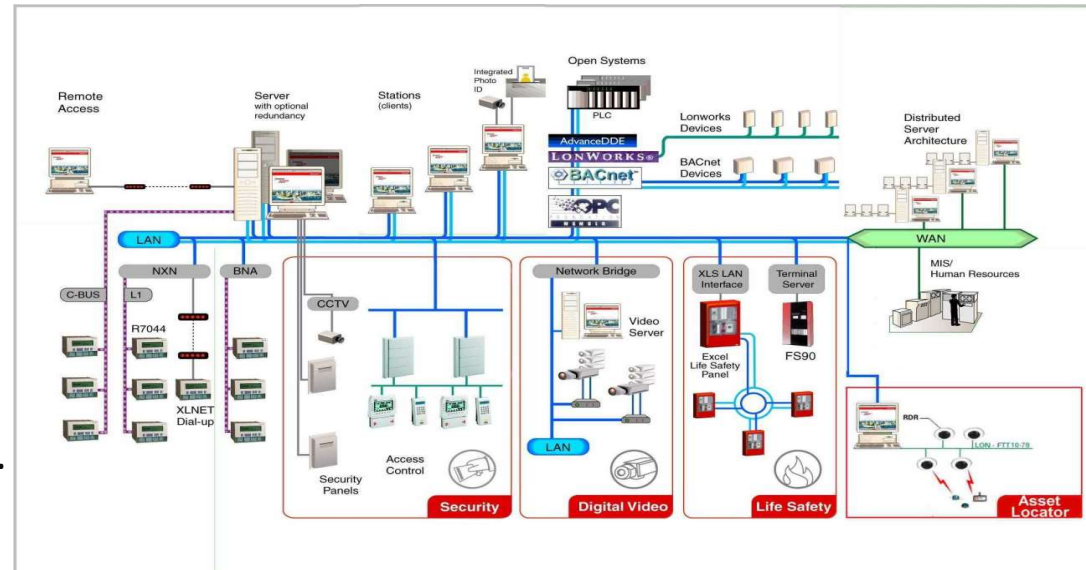 Remote
Access
Server
with optional
redundancy
Stations
(clients)
Integrated
Photo
ID
Open Systems
PLC
AdvanceDDE
LONWORKS®
BACnet™
OPC
Lonworks
Devices
BACnet
Devices
Distributed
Server
Architecture
LAN
WAN
NXN
BNA
C-BUS
L1
R7044
XLNET
Dial-up
CCTV
Security
Panels
Access
Control
Security
Network Bridge
Video
Server
LAN
Digital Video
XLS LAN
Interface
Terminal
Server
Excel
Life Safety
Panel
FS90
Life Safety
MIS/
Human Resources
RDR
LON - FTT10-78
Asset
Locator